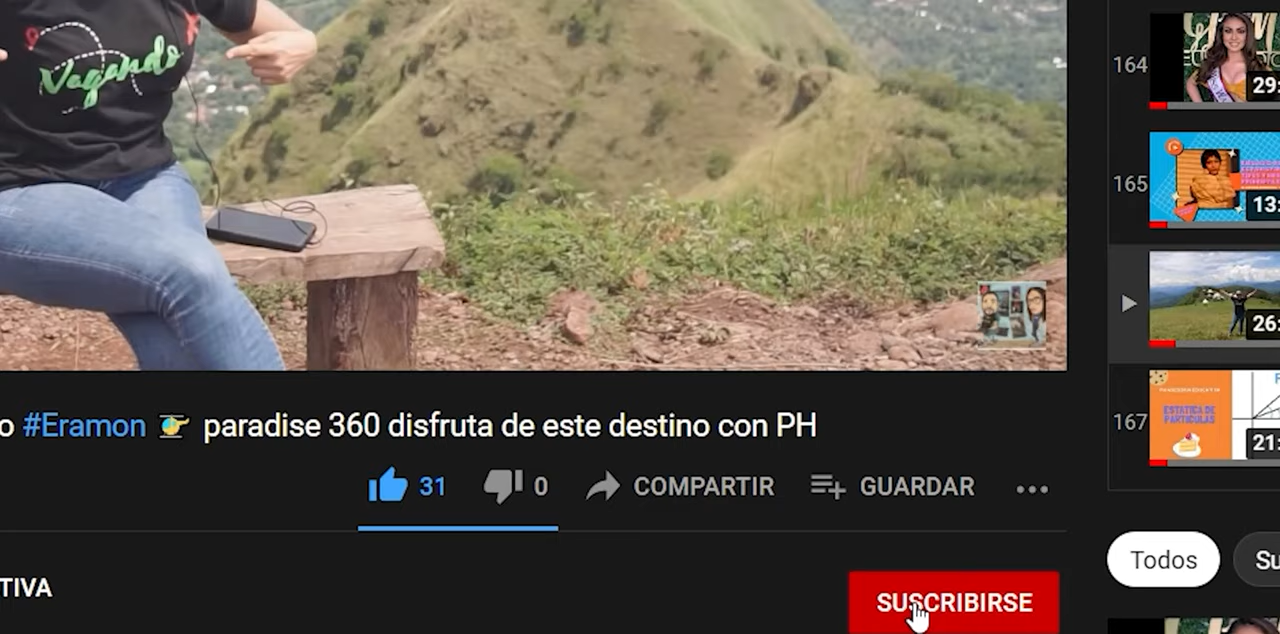 Vagando
164
29:
165
13:
26:
o #Eramon paradise 360 disfruta de este destino con PH
167
ESTATICA DE
PARTICULAS
21:
31
0
COMPARTIR
GUARDAR
Todos
Su
TIVA
SUSCRIBIRSE